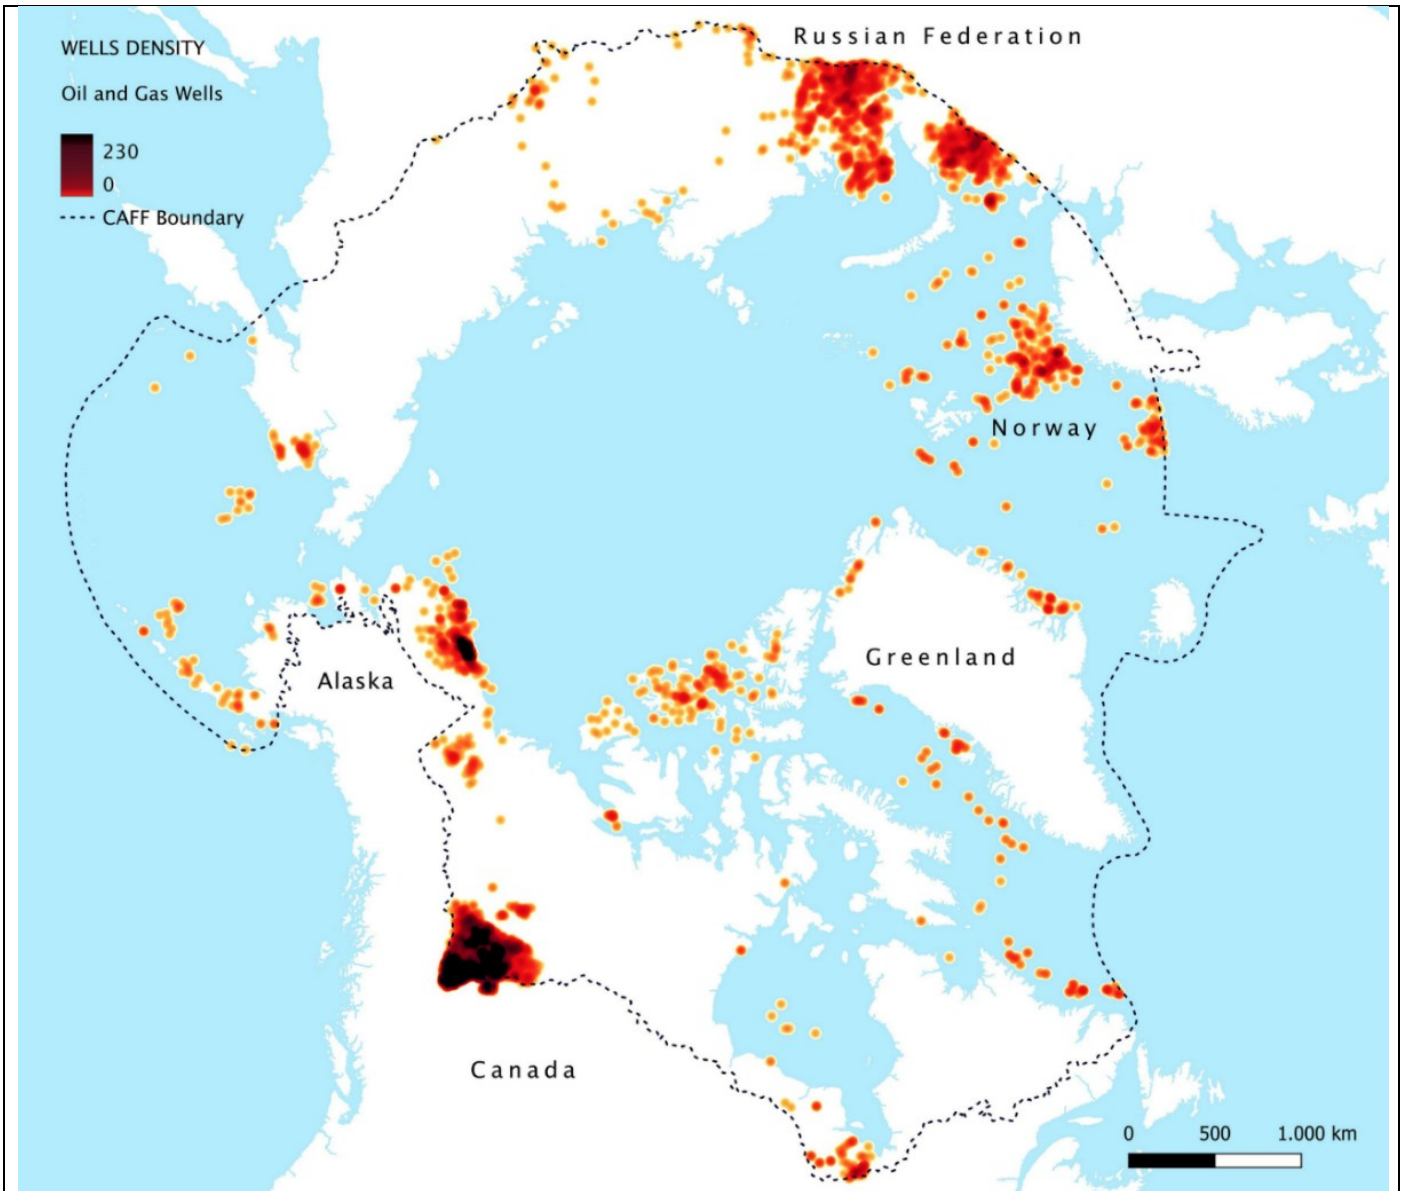 Russian Federation
WELLS DENSITY
Oil and Gas Wells
230
0
CAFF Boundary
Norway
Greenland
Alaska
Canada
0 500 1.000 km